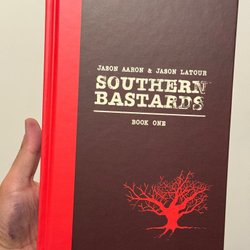 JASON AARON & JASON LATOUR
SOUTHERN
BASTARDS
BOOK ONE